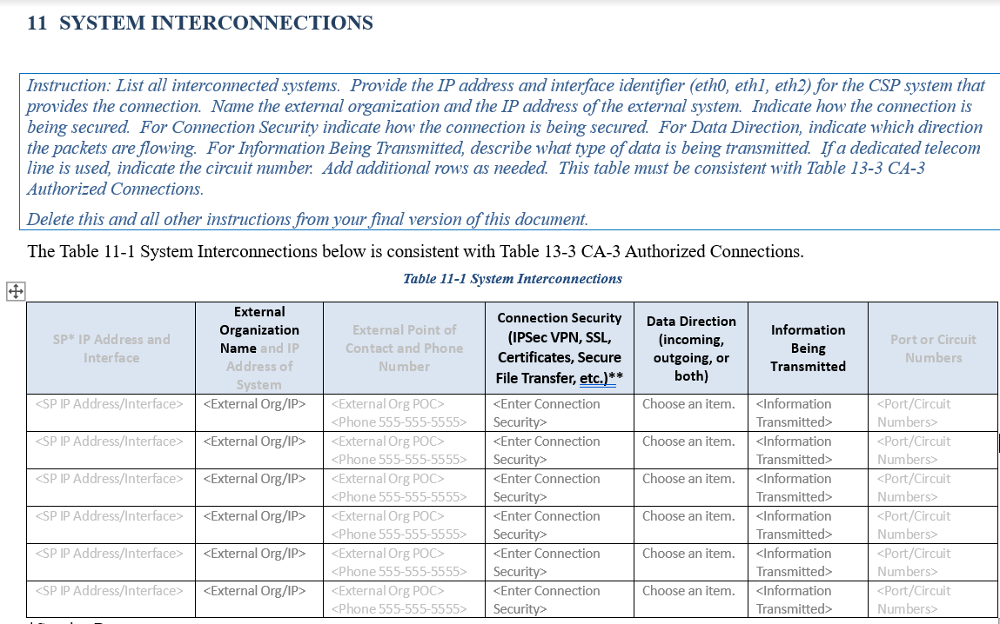 11 SYSTEM INTERCONNECTIONS
Instruction: List all interconnected systems. Provide the IP address and interface identifier (eth0, eth1, eth2) for the CSP system that
provides the connection. Name the external organization and the IP address of the external system. Indicate how the connection is
being secured. For Connection Security indicate how the connection is being secured. For Data Direction, indicate which direction
the packets are flowing. For Information Being Transmitted, describe what type of data is being transmitted. If a dedicated telecom
line is used, indicate the circuit number. Add additional rows as needed. This table must be consistent with Table 13-3 CA-3
Authorized Connections.
Delete this and all other instructions from your final version of this document.
The Table 11-1 System Interconnections below is consistent with Table 13-3 CA-3 Authorized Connections.
Table 11-1 System Interconnections
SP* IP Address and
Interface
External
Organization
Name and IP
Address of
System
External Point of
Contact and Phone
Number
Connection Security
(IPSec VPN, SSL,
Certificates, Secure
File Transfer, etc.)**
Data Direction
(incoming,
outgoing, or
both)
Information
Being
Transmitted
Port or Circuit
Numbers
<SP IP Address/Interface> <External Org/IP> <External Org POC> <Enter Connection Choose an item. <Information <Port/Circuit
<Phone 555-555-5555> Security> Transmitted> Numbers>
<SP IP Address/Interface> <External Org/IP> <External Org POC> <Enter Connection Choose an item. <Information <Port/Circuit
<Phone 555-555-5555> Security> Transmitted> Numbers>
<SP IP Address/Interface> <External Org/IP> <External Org POC> <Enter Connection Choose an item. <Information <Port/Circuit
<Phone 555-555-5555> Security> Transmitted> Numbers>
<SP IP Address/Interface> <External Org/IP> <External Org POC> <Enter Connection Choose an item. <Information <Port/Circuit
<Phone 555-555-5555> Security> Transmitted> Numbers>
<SP IP Address/Interface> <External Org/IP> <External Org POC> <Enter Connection Choose an item. <Information <Port/Circuit
<Phone 555-555-5555> Security> Transmitted> Numbers>
<SP IP Address/Interface> <External Org/IP> <External Org POC> <Enter Connection Choose an item. <Information <Port/Circuit
<Phone 555-555-5555> Security> Transmitted> Numbers>